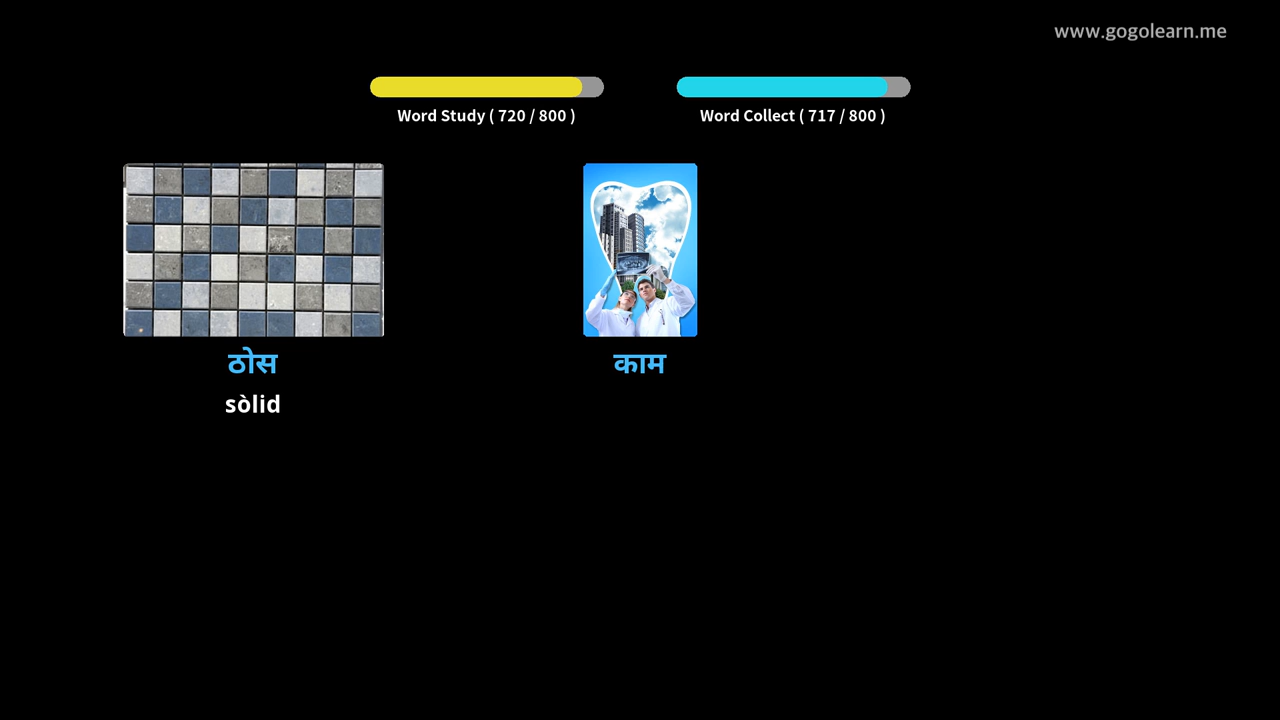 www.gogolearn.me
Word Study ( 720 / 800 )
Word Collect ( 717 / 800 )
ठोस
काम
sòlid